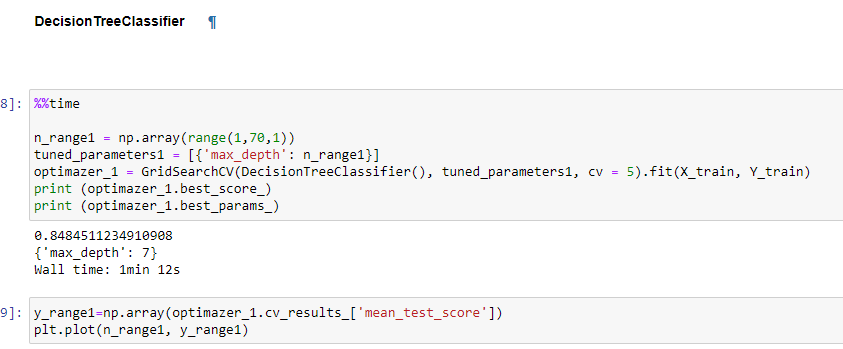 DecisionTreeClassifier ¶
8]: %%time
n_range1 = np.array(range(1,70,1))
tuned_parameters1 = [{'max_depth': n_range1}]
optimazer_1 = GridSearchCV(DecisionTreeClassifier(), tuned_parameters1, cv = 5).fit(X_train, Y_train)
print (optimazer_1.best_score_)
print (optimazer_1.best_params_)
0.8484511234910908
{'max_depth': 7}
Wall time: 1min 12s
9]: y_range1=np.array(optimazer_1.cv_results_['mean_test_score'])
plt.plot(n_range1, y_range1)